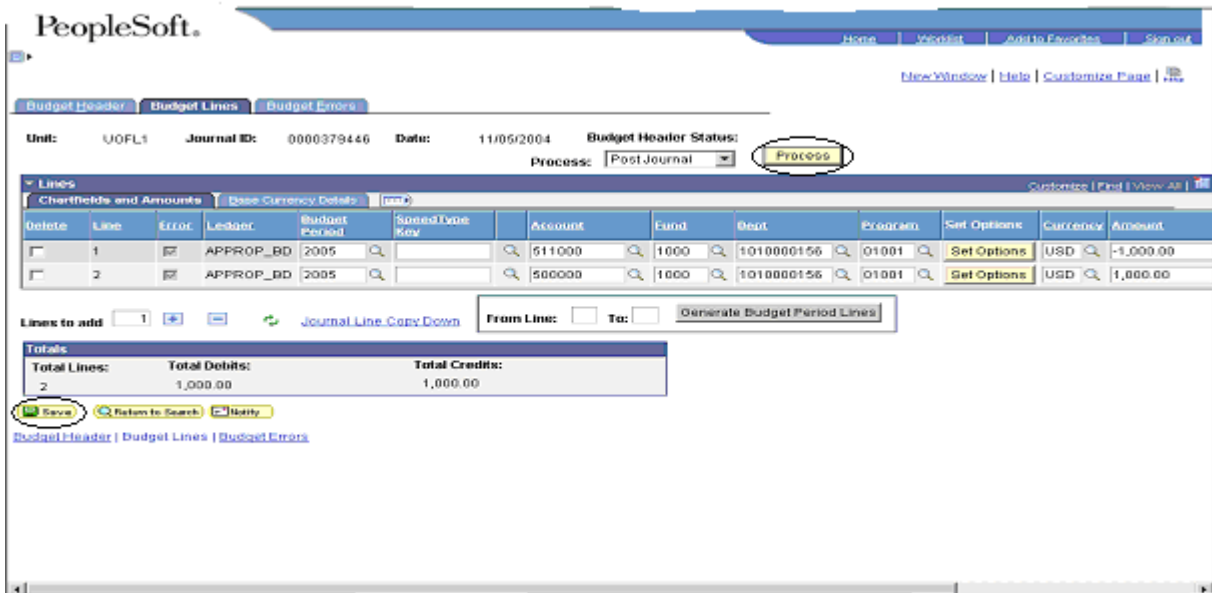 PeopleSoft.
Home | Worklist | Add to Favorites | Sign out
New Window | Help | Customize Page |
Budget Header Budget Lines Budget Errors
Unit: UOFL1 Journal ID: 0000379446 Date: 11/05/2004 Budget Header Status:
Process: Post Journal Process
Lines Customize | Find | View All |
Chartfields and Amounts Base Currency Details
Delete Line Error Ledger Budget Period SpeedType Key Account Fund Dept Program Set Options Currency Amount
1 APPROP_BD 2005 511000 1000 1010000156 01001 Set Options USD -1,000.00
2 APPROP_BD 2005 500000 1000 1010000156 01001 Set Options USD 1,000.00
Lines to add 1 Journal Line Copy Down From Line: To: Generate Budget Period Lines
Totals
Total Lines: Total Debits: Total Credits:
2 1,000.00 1,000.00
Save Return to Search Notify
Budget Header | Budget Lines | Budget Errors